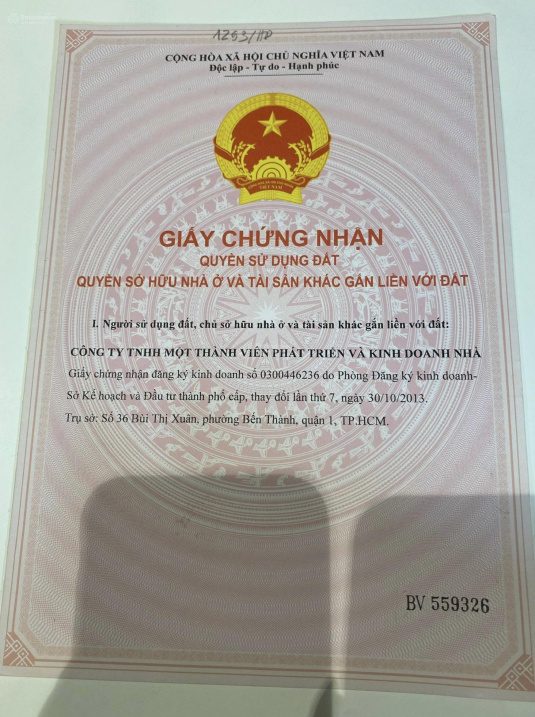 1263/HĐ
CỘNG HÒA XÃ HỘI CHỦ NGHĨA VIỆT NAM
Độc lập - Tự do - Hạnh phúc
VIỆT NAM
GIẤY CHỨNG NHẬN
QUYỀN SỬ DỤNG ĐẤT
QUYỀN SỞ HỮU NHÀ Ở VÀ TÀI SẢN KHÁC GẮN LIỀN VỚI ĐẤT
I. Người sử dụng đất, chủ sở hữu nhà ở và tài sản khác gắn liền với đất:
CÔNG TY TNHH MỘT THÀNH VIÊN PHÁT TRIỂN VÀ KINH DOANH NHÀ
Giấy chứng nhận đăng ký kinh doanh số 0300446236 do Phòng Đăng ký kinh doanh-
Sở Kế hoạch và Đầu tư thành phố cấp, thay đổi lần thứ 7, ngày 30/10/2013.
Trụ sở: Số 36 Bùi Thị Xuân, phường Bến Thành, quận 1, TP.HCM.
BV 559326